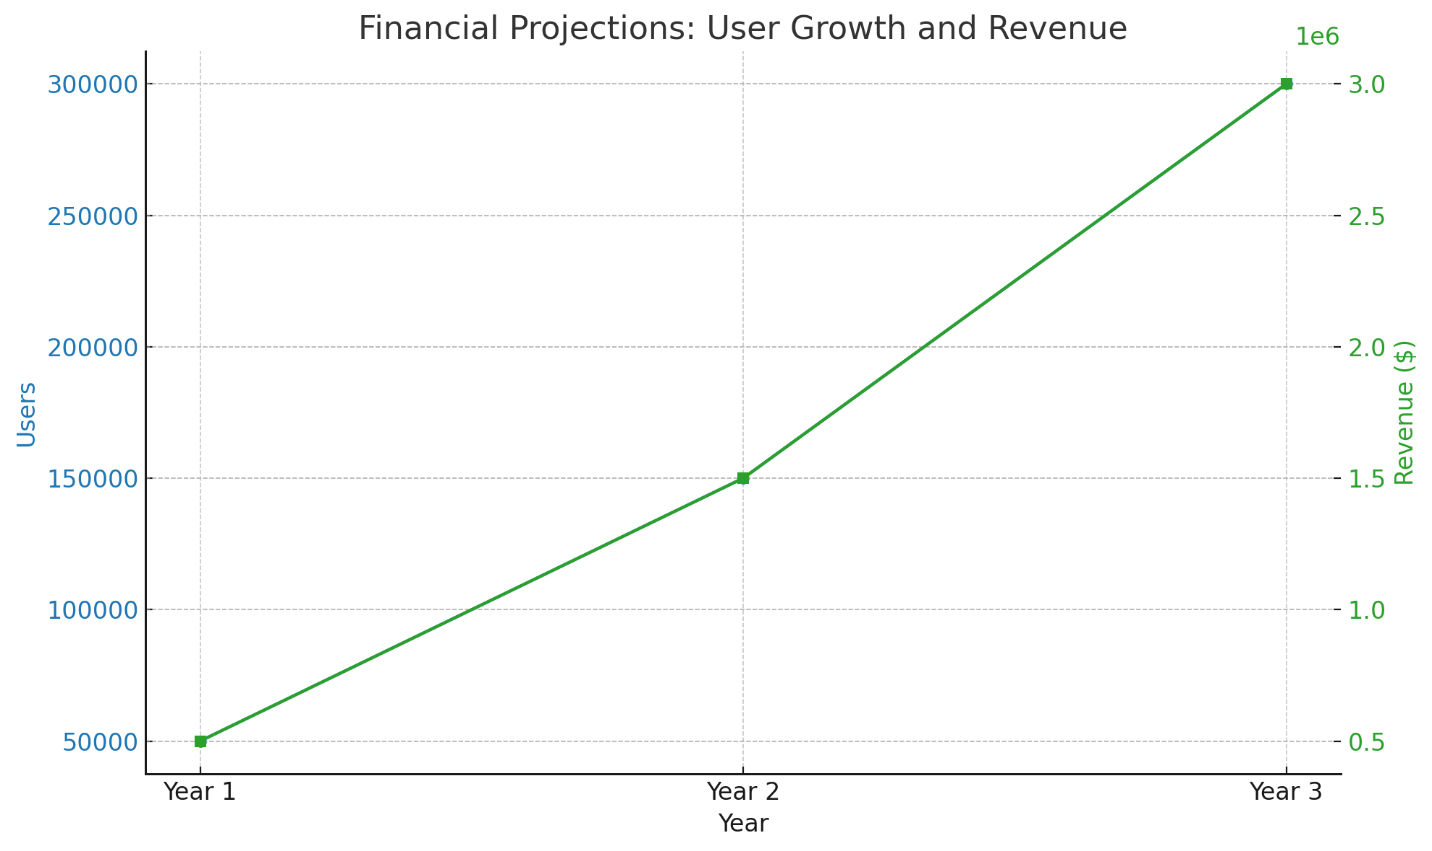 Financial Projections: User Growth and Revenue
1e6
300000
250000
200000
150000
100000
50000
Users
3.0
2.5
2.0
1.5
1.0
0.5
Revenue ($)
Year 1
Year 2
Year 3
Year